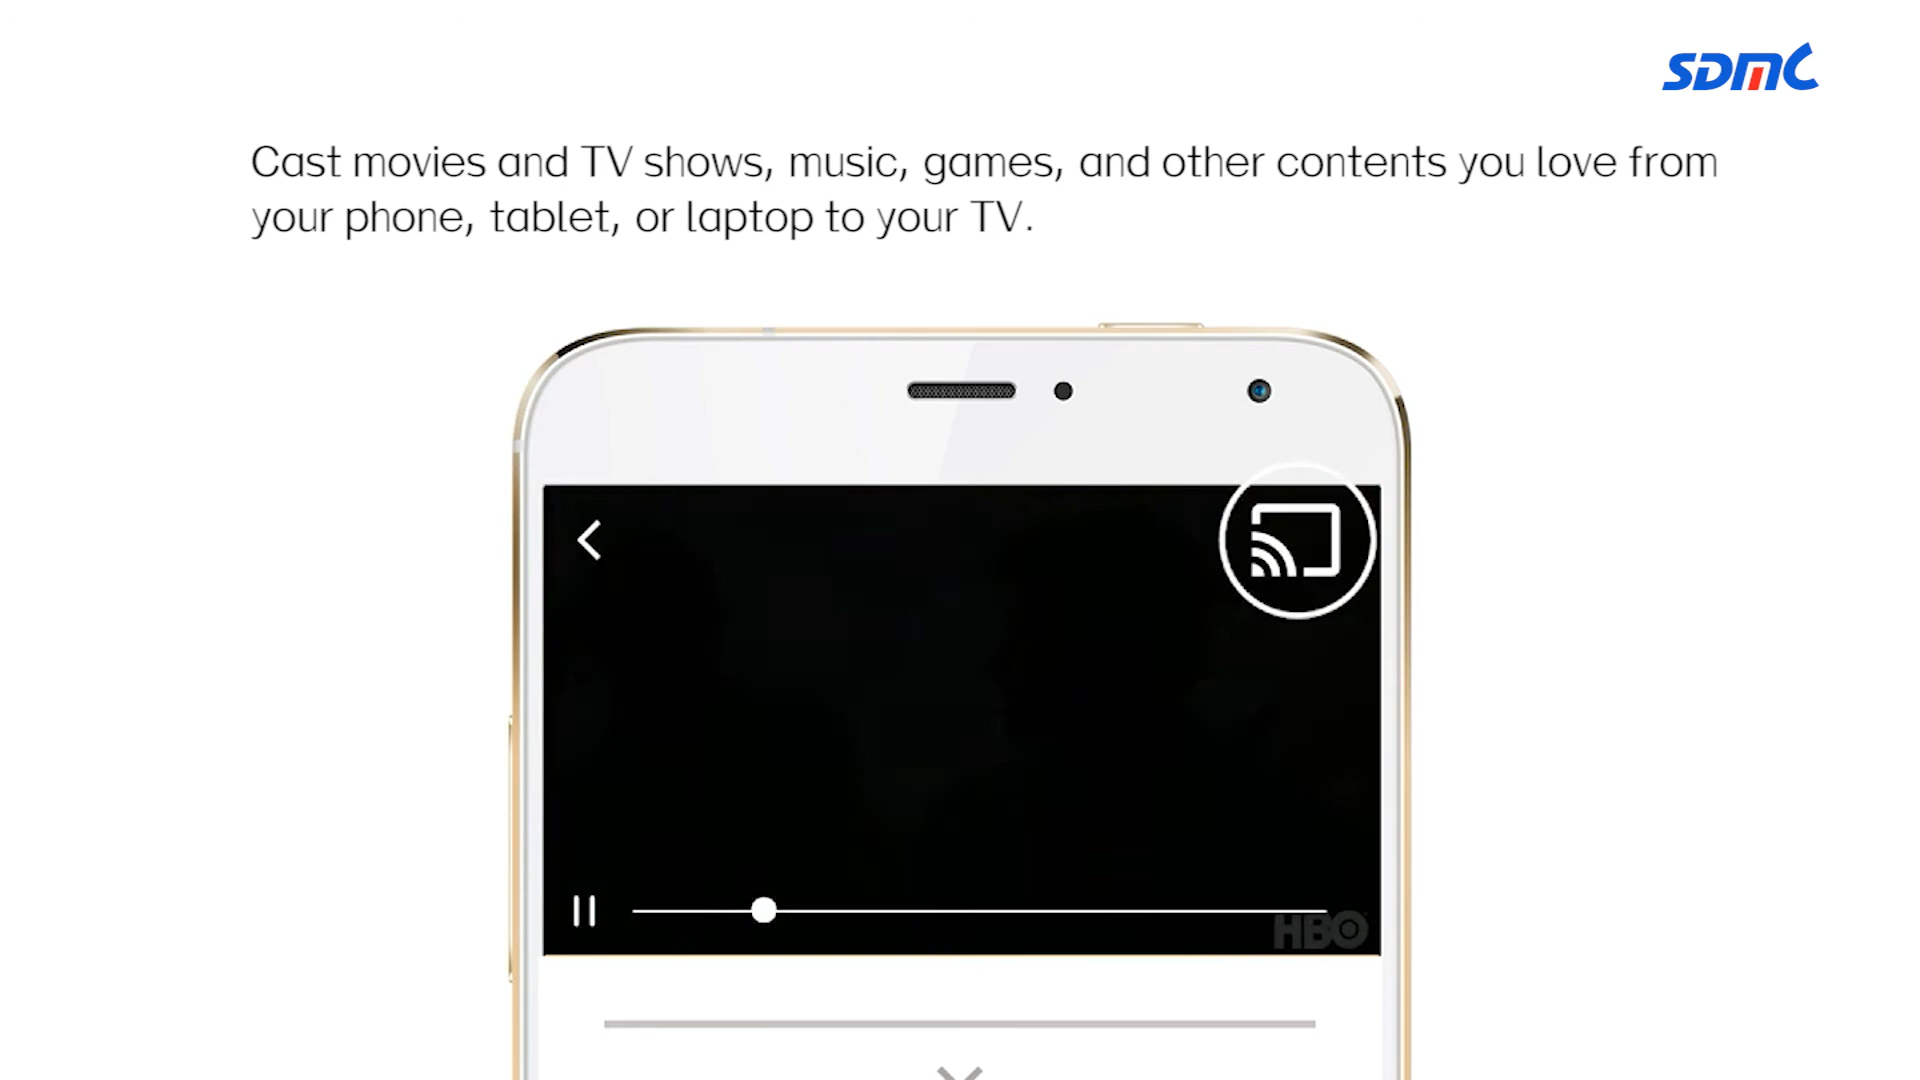 SDMC
Cast movies and TV shows, music, games, and other contents you love from
your phone, tablet, or laptop to your TV.
HBO